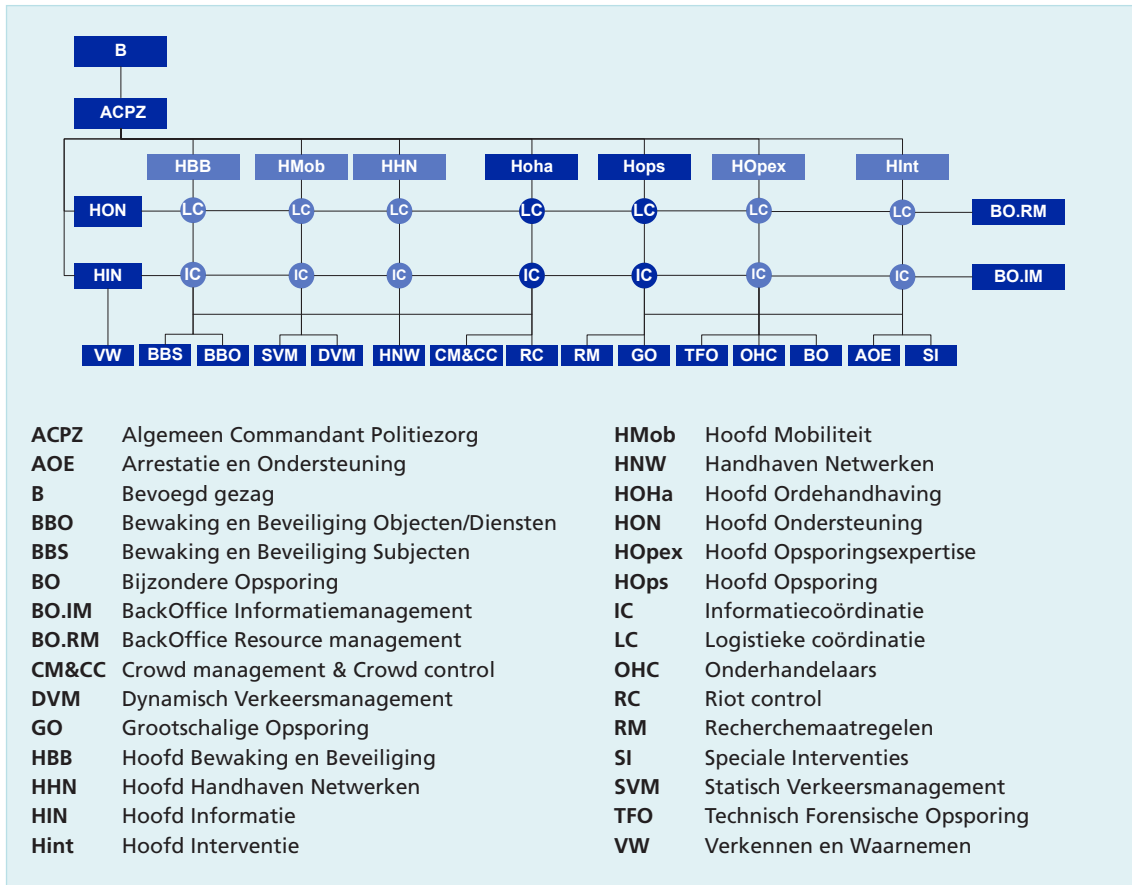 B
ACPZ
HBB HMob HHN Hoha Hops HOpex HInt
HON LC LC LC LC LC LC LC BO.RM
HIN IC IC IC IC IC IC IC BO.IM
VW BBS BBO SVM DVM HNW CM&CC RC RM GO TFO OHC BO AOE SI
ACPZ Algemeen Commandant Politiezorg
AOE Arrestatie en Ondersteuning
B Bevoegd gezag
BBO Bewaking en Beveiliging Objecten/Diensten
BBS Bewaking en Beveiliging Subjecten
BO Bijzondere Opsporing
BO.IM BackOffice Informatiemanagement
BO.RM BackOffice Resource management
CM&CC Crowd management & Crowd control
DVM Dynamisch Verkeersmanagement
GO Grootschalige Opsporing
HBB Hoofd Bewaking en Beveiliging
HHN Hoofd Handhaven Netwerken
HIN Hoofd Informatie
Hint Hoofd Interventie
HMob Hoofd Mobiliteit
HNW Handhaven Netwerken
HOHa Hoofd Ordehandhaving
HON Hoofd Ondersteuning
HOpex Hoofd Opsporingsexpertise
HOps Hoofd Opsporing
IC Informatiecoördinatie
LC Logistieke coördinatie
OHC Onderhandelaars
RC Riot control
RM Recherchemaatregelen
SI Speciale Interventies
SVM Statisch Verkeersmanagement
TFO Technisch Forensische Opsporing
VW Verkennen en Waarnemen